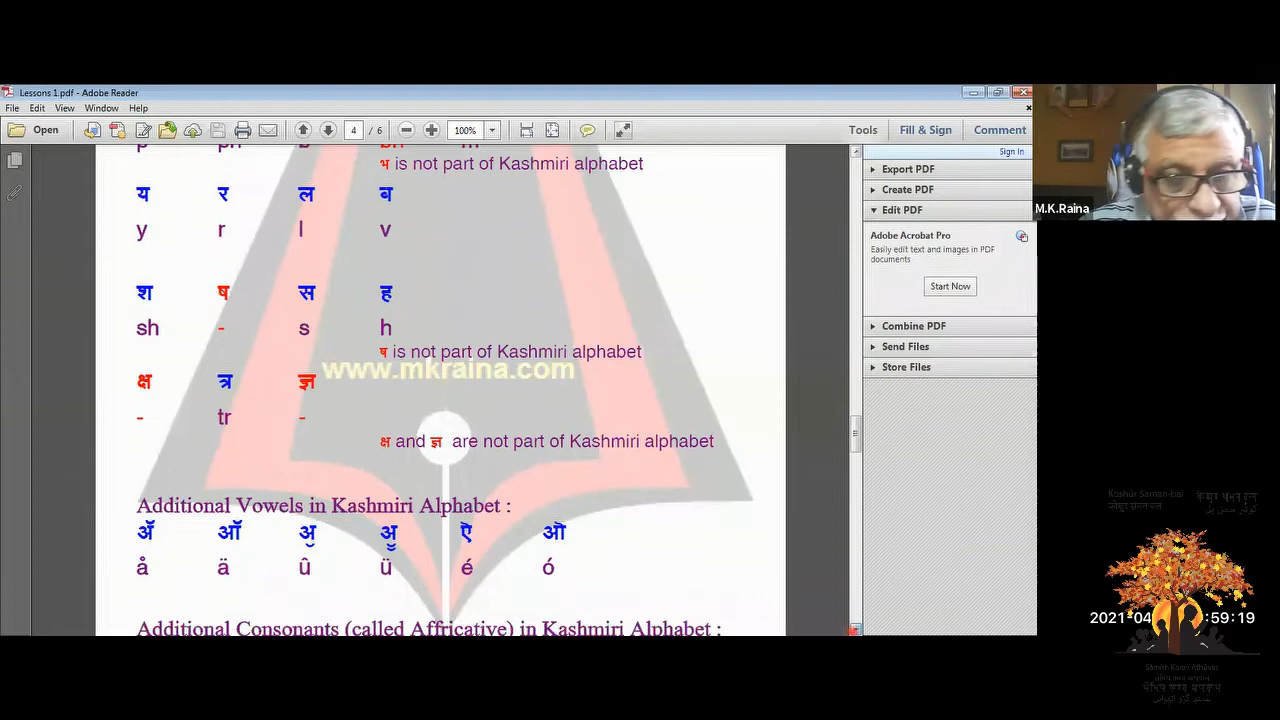 Lessons 1.pdf - Adobe Reader
File Edit View Window Help
Open 4 / 6 100% Tools Fill & Sign Comment
Sign In
Export PDF
Create PDF
Edit PDF
Adobe Acrobat Pro
Easily edit text and images in PDF
documents
Start Now
Combine PDF
Send Files
Store Files
M.K.Raina
भ is not part of Kashmiri alphabet
य र ल ब
y r l v
श ष स ह
sh - s h
ष is not part of Kashmiri alphabet
www.mkraina.com
क्ष त्र ज्ञ
- tr -
क्ष and ज्ञ are not part of Kashmiri alphabet
Additional Vowels in Kashmiri Alphabet :
ॲ ऑ अॖ अॗ ऎ ऒ
å ä û ü é ó
Additional Consonants (called Affricative) in Kashmiri Alphabet :
2021-04
:59:19